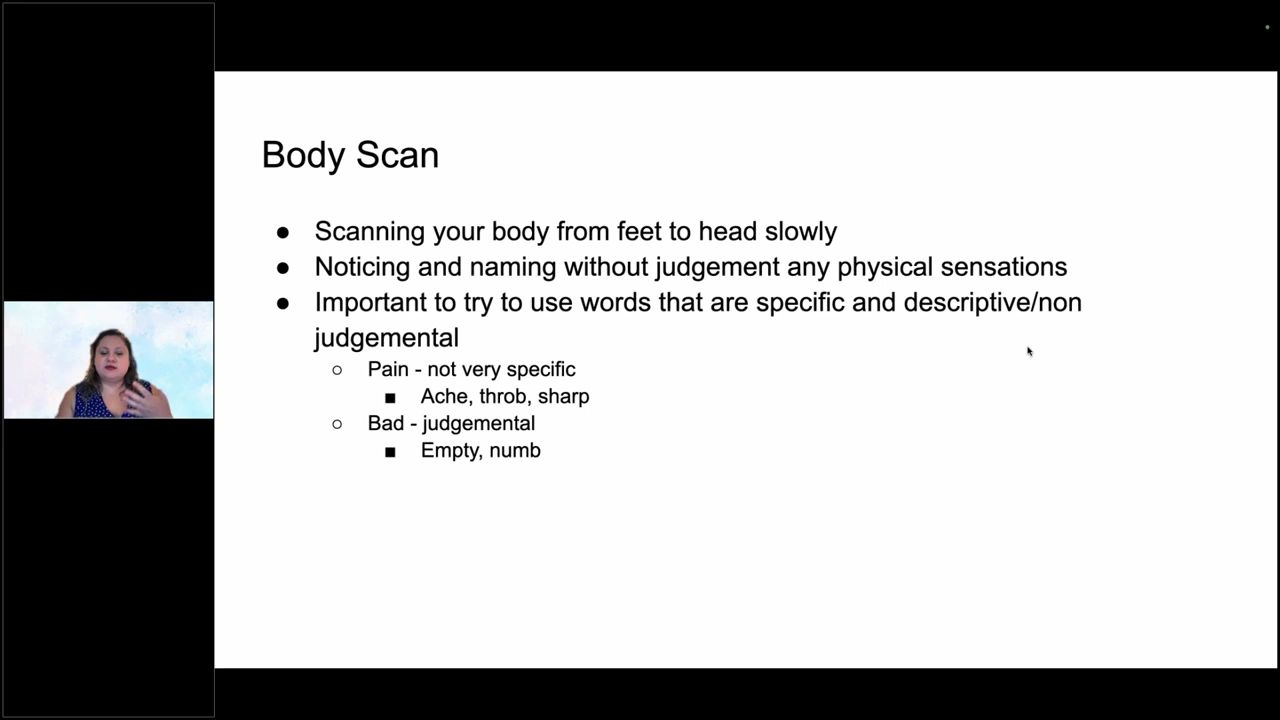 Body Scan
● Scanning your body from feet to head slowly
● Noticing and naming without judgement any physical sensations
● Important to try to use words that are specific and descriptive/non
judgemental
○ Pain - not very specific
■ Ache, throb, sharp
○ Bad - judgemental
■ Empty, numb